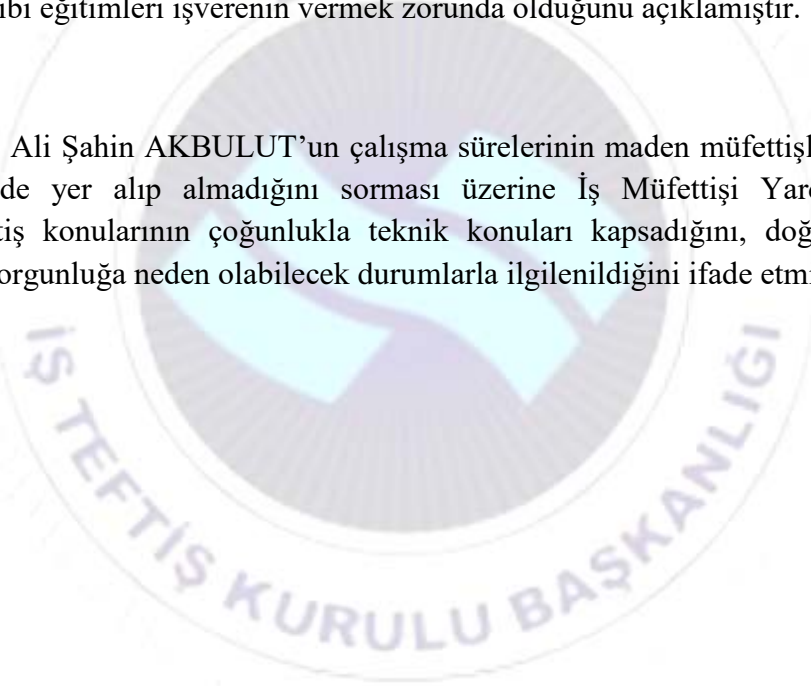 ibi eğitimleri işverenin vermek zorunda olduğunu açıklamıştır.
Ali Şahin AKBULUT’un çalışma sürelerinin maden müfettişl
de yer alıp almadığını sorması üzerine İş Müfettişi Yard
tiş konularının çoğunlukla teknik konuları kapsadığını, doğ
orgunluğa neden olabilecek durumlarla ilgilenildiğini ifade etmi
İŞ TEFTİŞ KURULU BAŞKANLIĞI